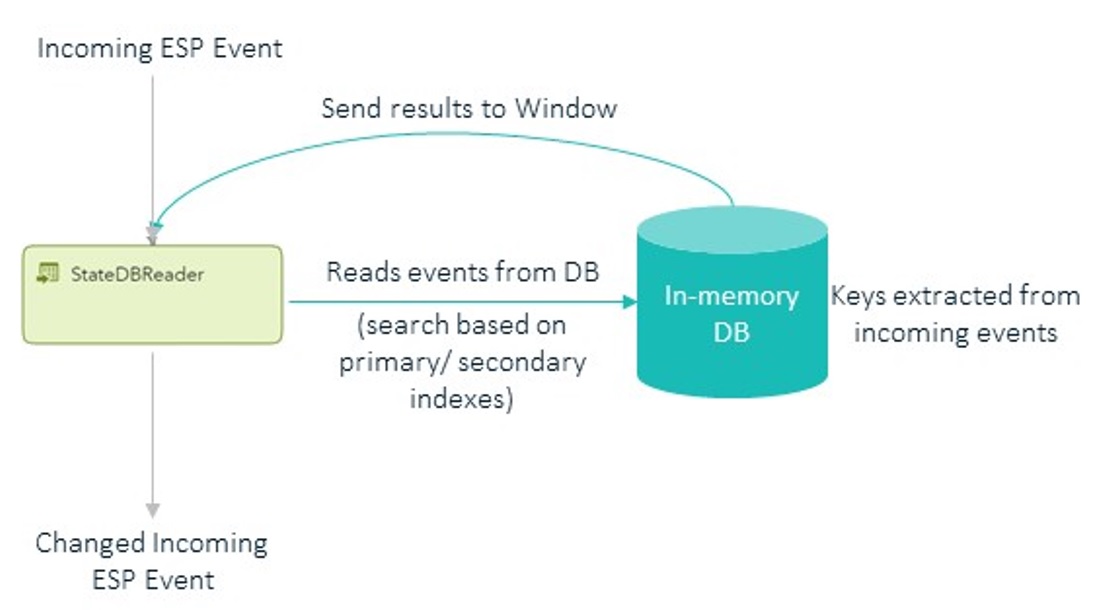 Incoming ESP Event
Send results to Window
StateDBReader
Reads events from DB
(search based on
primary/ secondary
indexes)
In-memory
DB
Keys extracted from
incoming events
Changed Incoming
ESP Event